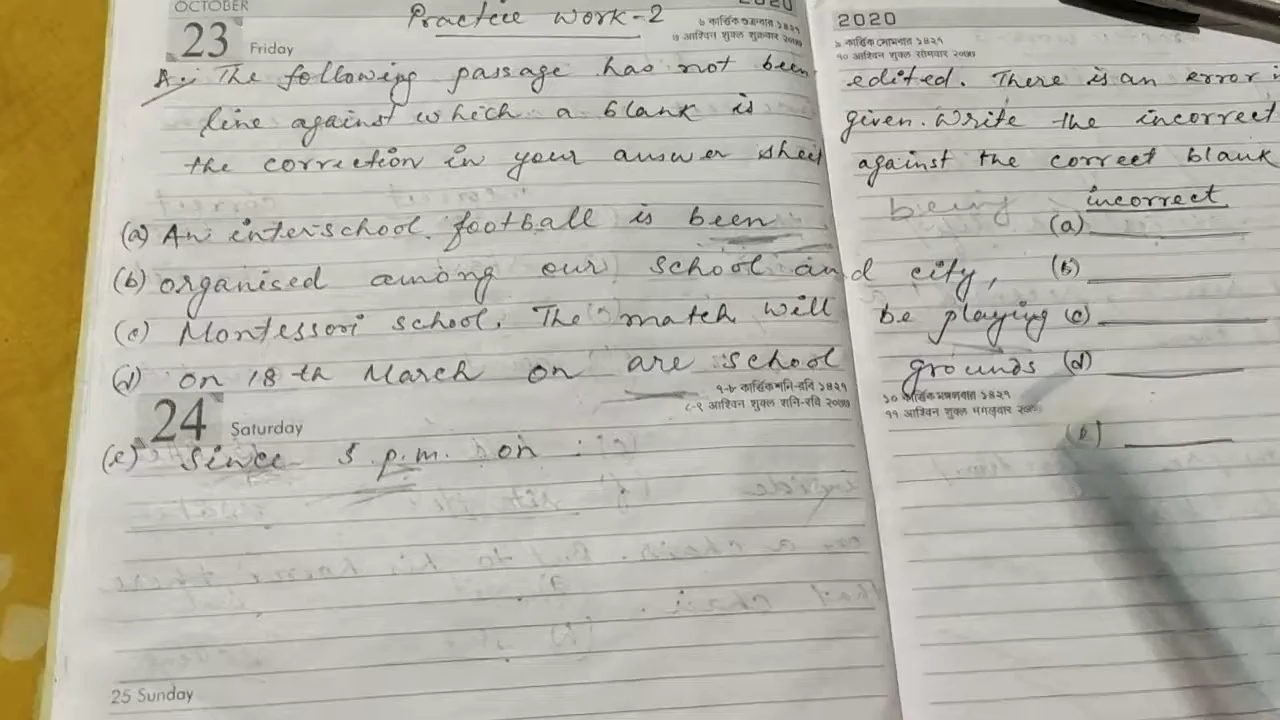 OCTOBER
2020
Practice Work-2
23 Friday
2020
A. The following passage has not been edited. There is an error i
line against which a blank is given. Write the incorrect
the correction in your answer sheet against the correct blank
incorrect
(a) An interschool football is been being (a)
(b) organised among our school and city, (b)
(c) Montessori school. The match will be playing (c)
(d) on 18 th March on are school grounds (d)
24 Saturday
(e) Since 5 p.m. on (e)
25 Sunday